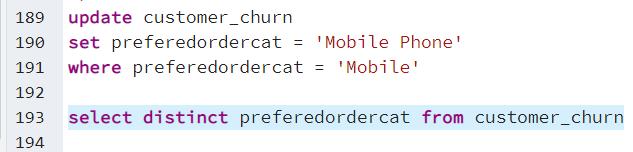 189 update customer_churn
190 set preferedordercat = 'Mobile Phone'
191 where preferedordercat = 'Mobile'
192
193 select distinct preferedordercat from customer_churn
194